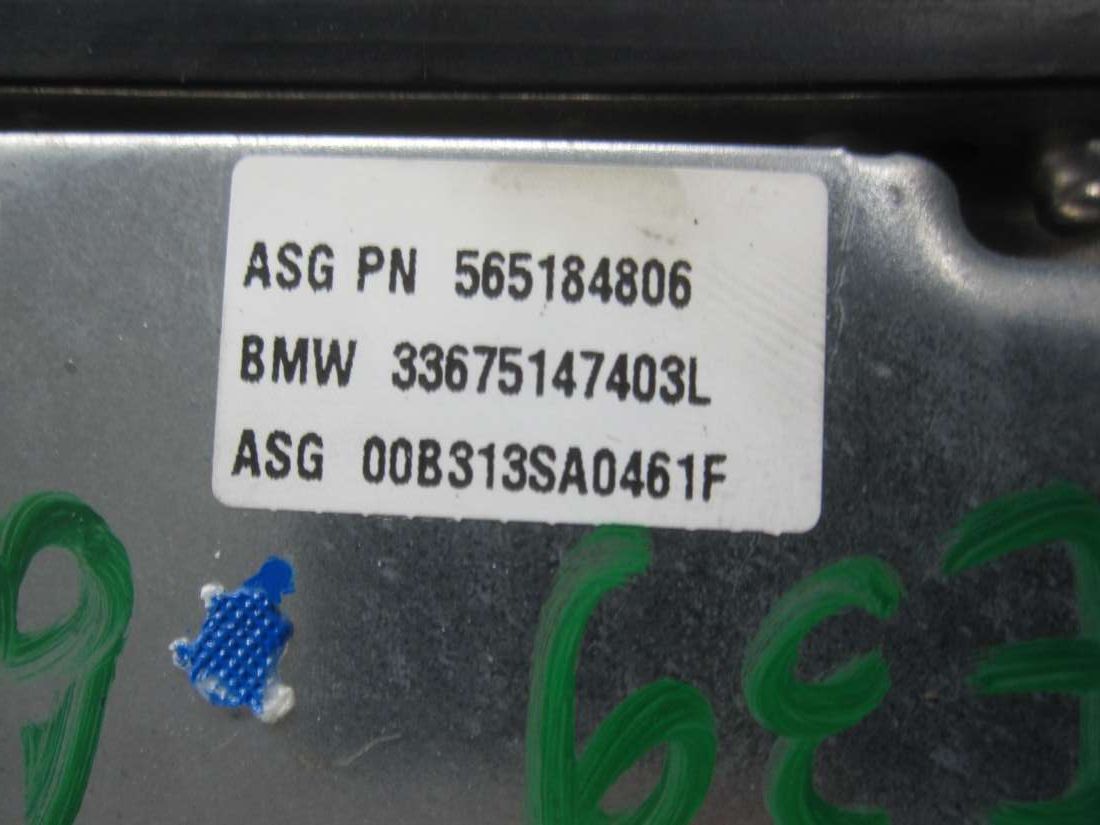 ASG PN 565184806
BMW 33675147403L
ASG 00B313SA0461F